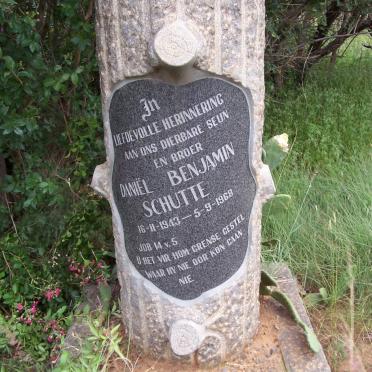 In
LIEFDEVOLLE HERINNERING
AAN ONS DIERBARE SEUN
EN BROER
DANIËL BENJAMIN
SCHUTTE
16-11-1943 – 5-9-1968
JOB 14 v. 5
U HET VIR HOM GRENSE GESTEL
WAAR HY NIE OOR KON GAAN
NIE.